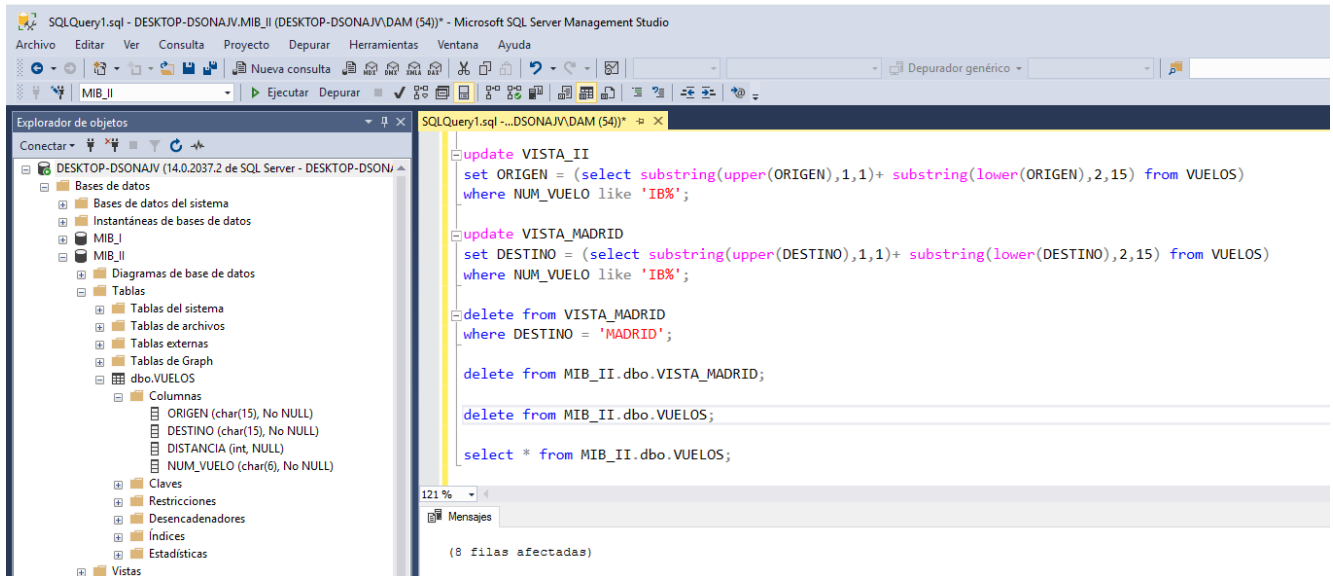 SQLQuery1.sql - DESKTOP-DSONAJV.MIB_II (DESKTOP-DSONAJV\DAM (54))* - Microsoft SQL Server Management Studio
Archivo Editar Ver Consulta Proyecto Depurar Herramientas Ventana Ayuda
Nueva consulta MDX DMX XMLA DAX Depurador genérico
MIB_II Ejecutar Depurar
Explorador de objetos
Conectar
DESKTOP-DSONAJV (14.0.2037.2 de SQL Server - DESKTOP-DSONA
Bases de datos
Bases de datos del sistema
Instantáneas de bases de datos
MIB_I
MIB_II
Diagramas de base de datos
Tablas
Tablas del sistema
Tablas de archivos
Tablas externas
Tablas de Graph
dbo.VUELOS
Columnas
ORIGEN (char(15), No NULL)
DESTINO (char(15), No NULL)
DISTANCIA (int, NULL)
NUM_VUELO (char(6), No NULL)
Claves
Restricciones
Desencadenadores
Índices
Estadísticas
Vistas
SQLQuery1.sql -...DSONAJV\DAM (54))*
update VISTA_II
set ORIGEN = (select substring(upper(ORIGEN),1,1)+ substring(lower(ORIGEN),2,15) from VUELOS)
where NUM_VUELO like 'IB%';
update VISTA_MADRID
set DESTINO = (select substring(upper(DESTINO),1,1)+ substring(lower(DESTINO),2,15) from VUELOS)
where NUM_VUELO like 'IB%';
delete from VISTA_MADRID
where DESTINO = 'MADRID';
delete from MIB_II.dbo.VISTA_MADRID;
delete from MIB_II.dbo.VUELOS;
select * from MIB_II.dbo.VUELOS;
121 %
Mensajes
(8 filas afectadas)